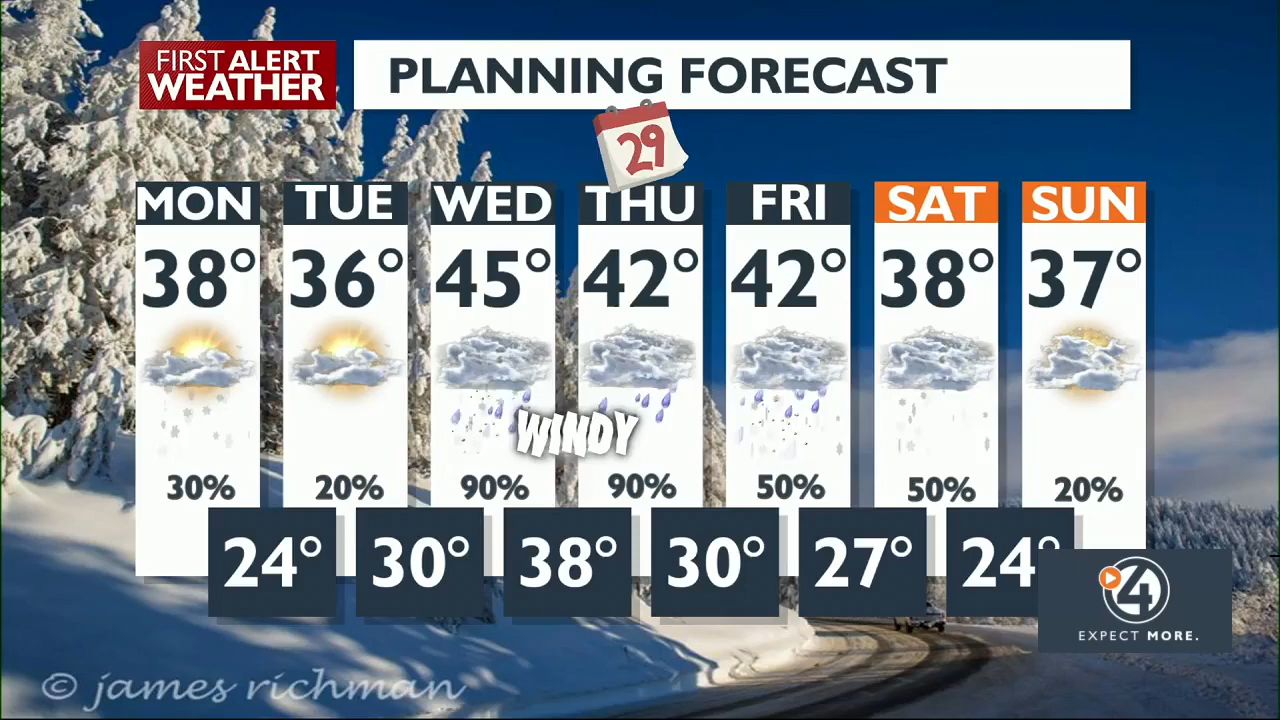 FIRST ALERT
WEATHER
PLANNING FORECAST
29
MON TUE WED THU FRI SAT SUN
38° 36° 45° 42° 42° 38° 37°
WINDY
30% 20% 90% 90% 50% 50% 20%
24° 30° 38° 30° 27° 24°
4
EXPECT MORE.
© james richman